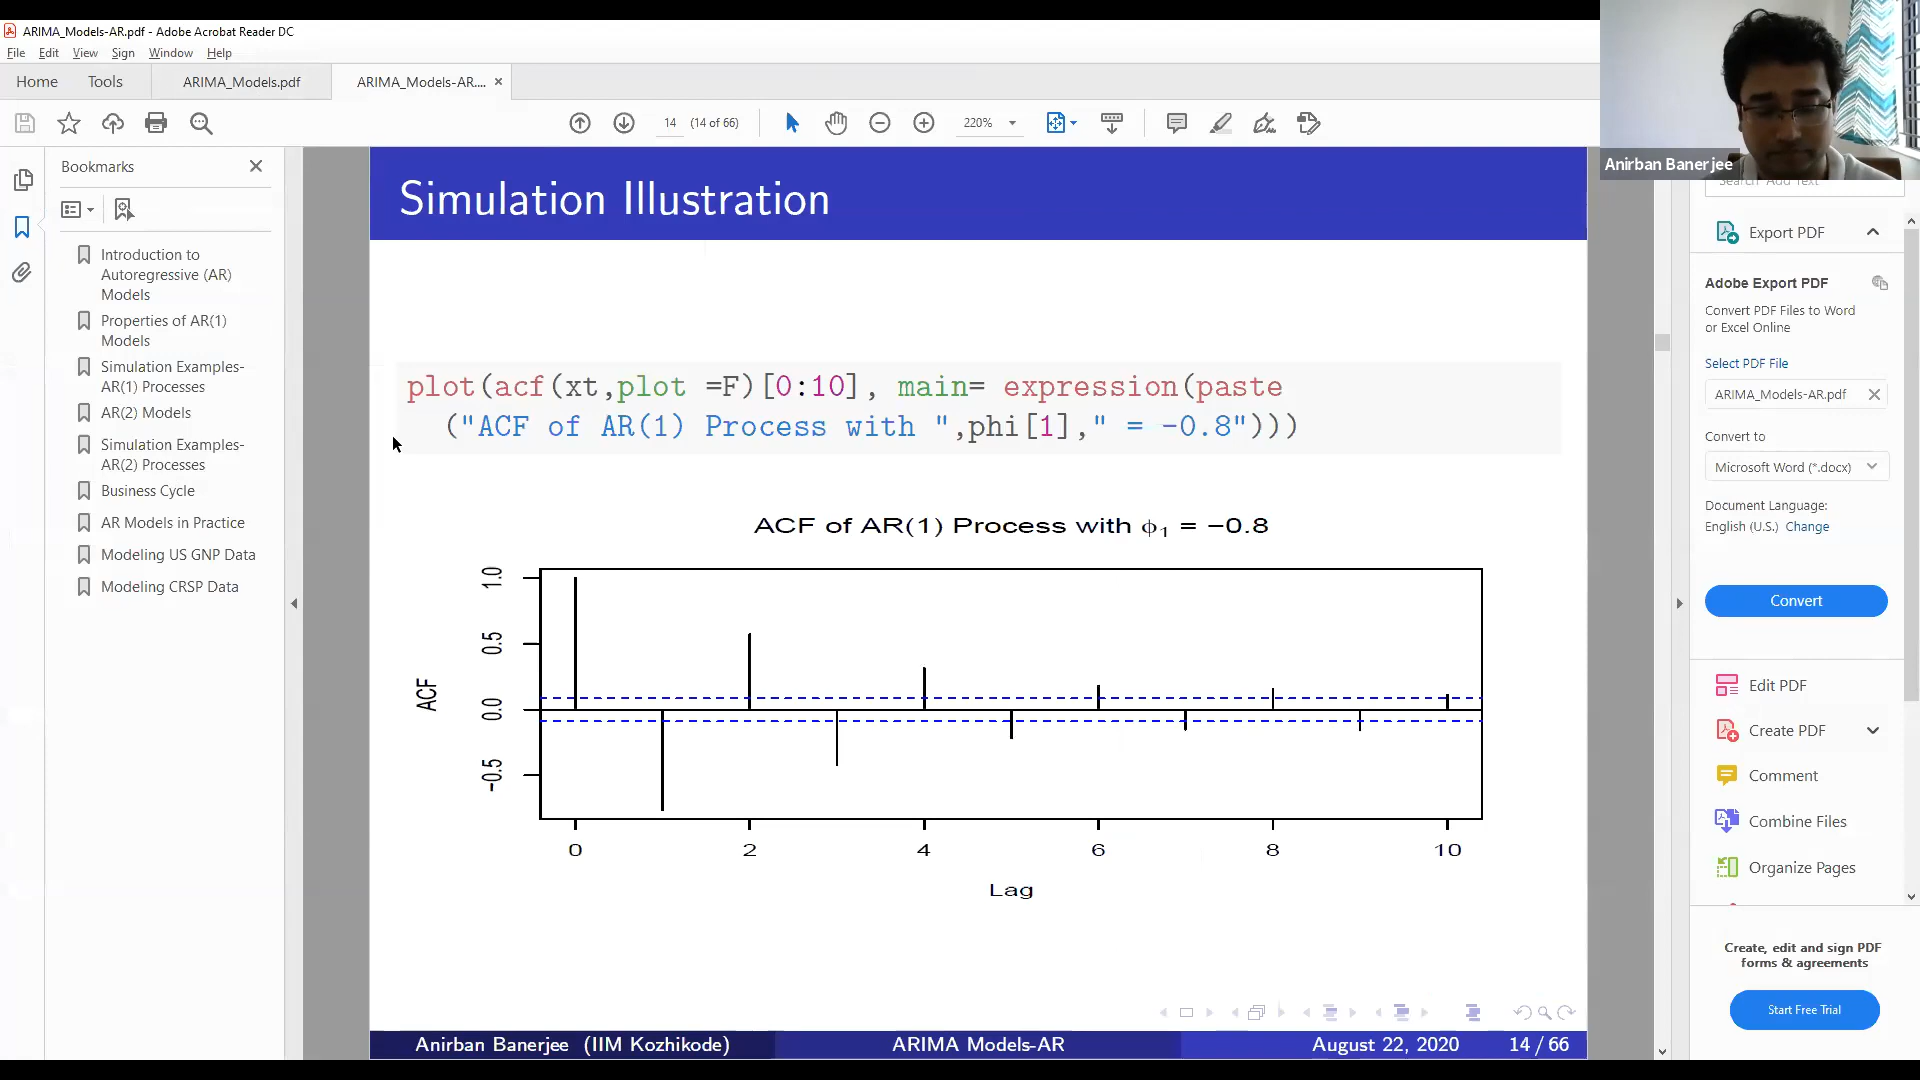 ARIMA_Models-AR.pdf - Adobe Acrobat Reader DC
File Edit View Sign Window Help
Home Tools ARIMA_Models.pdf ARIMA_Models-AR.... ×
14 (14 of 66) 220%
Anirban Banerjee
Bookmarks
Introduction to
Autoregressive (AR)
Models
Properties of AR(1)
Models
Simulation Examples-
AR(1) Processes
AR(2) Models
Simulation Examples-
AR(2) Processes
Business Cycle
AR Models in Practice
Modeling US GNP Data
Modeling CRSP Data
Simulation Illustration
plot(acf(xt,plot =F)[0:10], main= expression(paste
("ACF of AR(1) Process with ",phi[1]," = -0.8")))
ACF of AR(1) Process with ϕ₁ = −0.8
ACF
1.0
0.5
0.0
−0.5
0 2 4 6 8 10
Lag
Anirban Banerjee (IIM Kozhikode) ARIMA Models-AR August 22, 2020 14 / 66
Search 'Add Text'
Export PDF
Adobe Export PDF
Convert PDF Files to Word
or Excel Online
Select PDF File
ARIMA_Models-AR.pdf
Convert to
Microsoft Word (*.docx)
Document Language:
English (U.S.) Change
Convert
Edit PDF
Create PDF
Comment
Combine Files
Organize Pages
Create, edit and sign PDF
forms & agreements
Start Free Trial